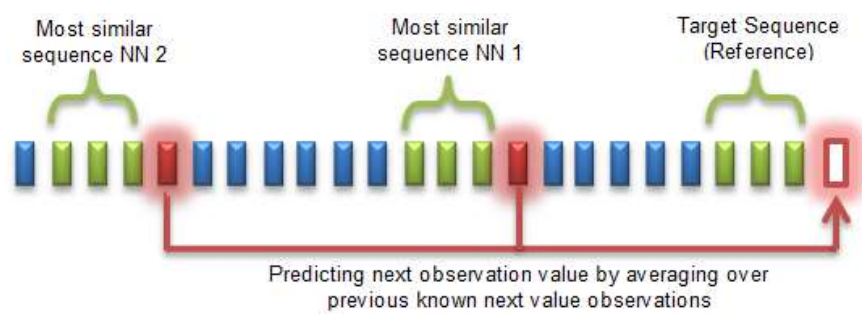 Most similar
sequence NN 2
Most similar
sequence NN 1
Target Sequence
(Reference)
Predicting next observation value by averaging over
previous known next value observations